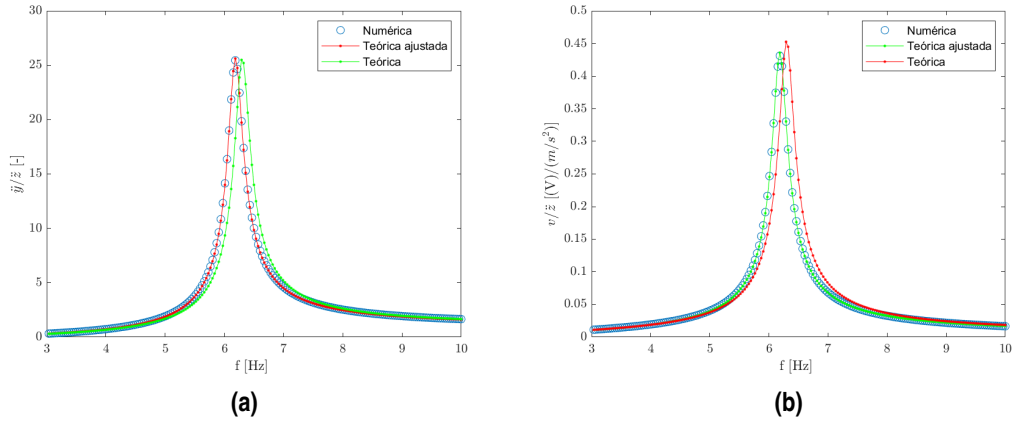 30
25
20
15
10
5
0
3 4 5 6 7 8 9 10
ÿ/z̈ [-]
f [Hz]
Numérica
Teórica ajustada
Teórica
(a)
0.5
0.45
0.4
0.35
0.3
0.25
0.2
0.15
0.1
0.05
0
3 4 5 6 7 8 9 10
v/z̈ [(V)/(m/s²)]
f [Hz]
Numérica
Teórica ajustada
Teórica
(b)